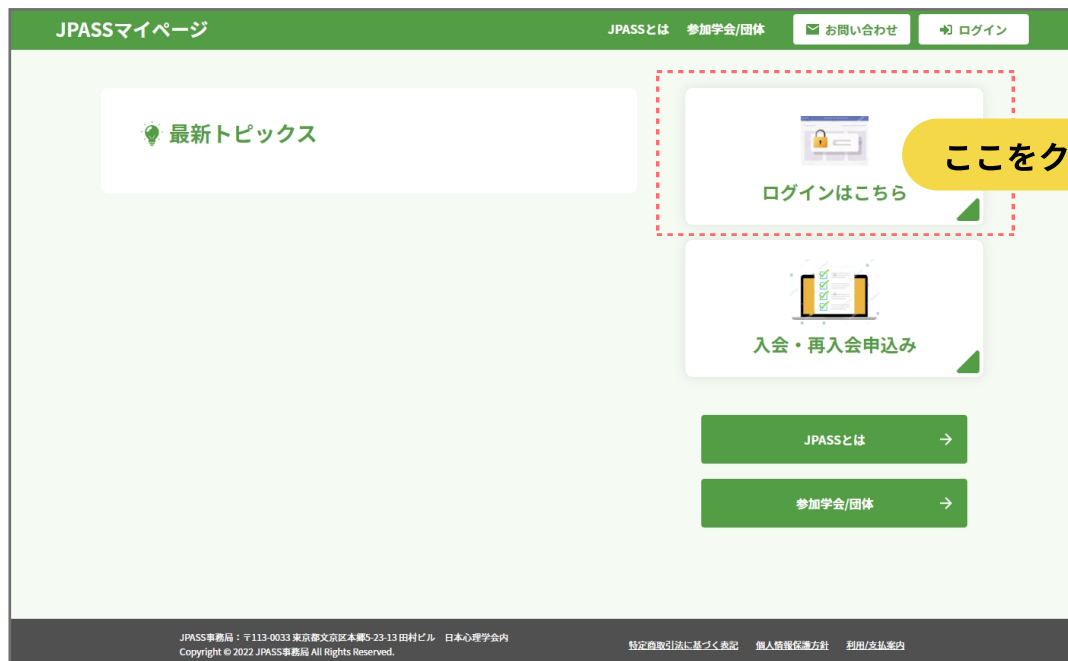 JPASSマイページ
JPASSとは 参加学会/団体 お問い合わせ ログイン
最新トピックス
ログインはこちら
ここをク
入会・再入会申込み
JPASSとは
参加学会/団体
JPASS事務局：〒113-0033 東京都文京区本郷5-23-13 田村ビル 日本心理学会内
Copyright © 2022 JPASS事務局 All Rights Reserved.
特定商取引法に基づく表記 個人情報保護方針 利用/支払案内